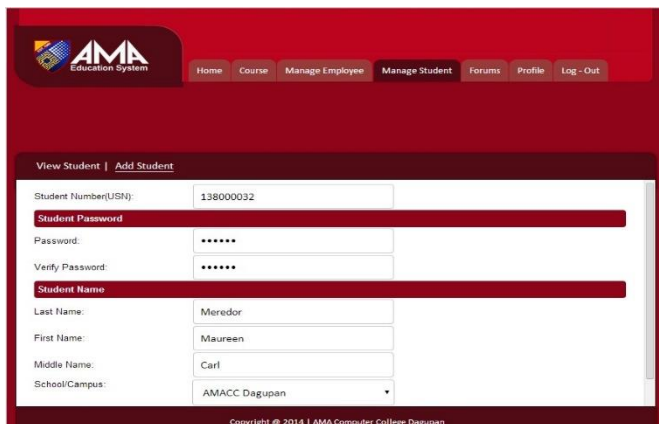 AMA
Education System
Home Course Manage Employee Manage Student Forums Profile Log - Out
View Student | Add Student
Student Number(USN): 138000032
Student Password
Password: ••••••
Verify Password: ••••••
Student Name
Last Name: Meredor
First Name: Maureen
Middle Name: Carl
School/Campus: AMACC Dagupan
Copyright @ 2014 | AMA Computer College Dagupan